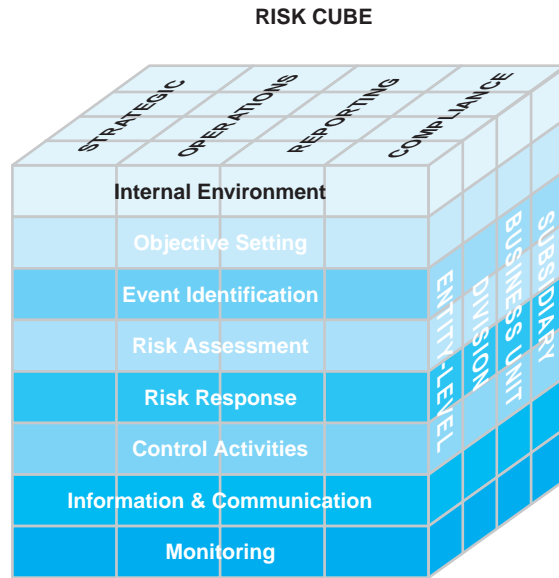 RISK CUBE
STRATEGIC
OPERATIONS
REPORTING
COMPLIANCE
Internal Environment
Objective Setting
Event Identification
Risk Assessment
Risk Response
Control Activities
Information & Communication
Monitoring
ENTITY-LEVEL
DIVISION
BUSINESS UNIT
SUBSIDIARY